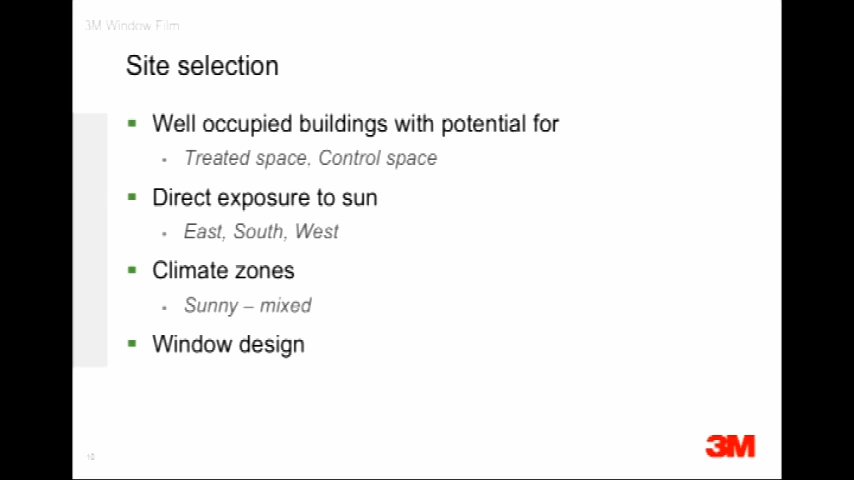 3M Window Film
Site selection
Well occupied buildings with potential for
Treated space, Control space
Direct exposure to sun
East, South, West
Climate zones
Sunny – mixed
Window design
3M